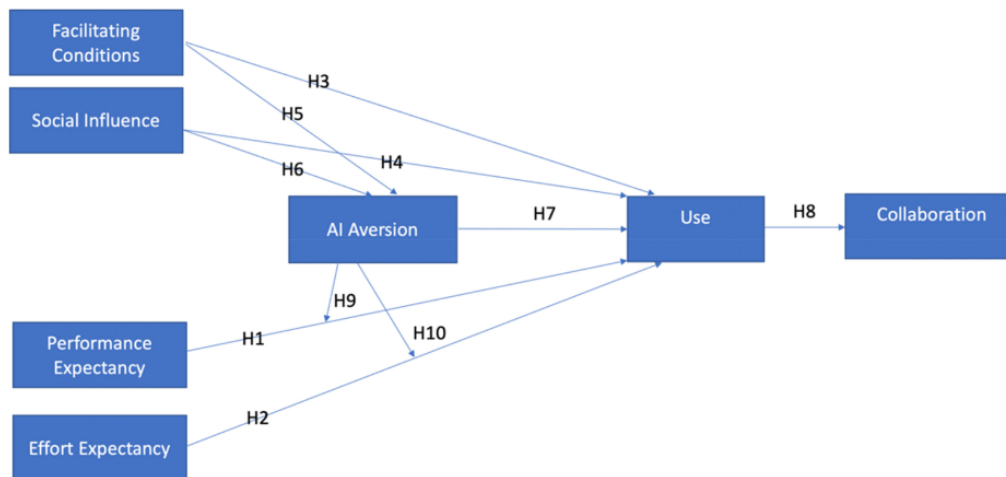 Facilitating
Conditions
H3
Social Influence
H5
H4
H6
AI Aversion
H7
Use
H8
Collaboration
H9
H10
H1
Performance
Expectancy
H2
Effort Expectancy